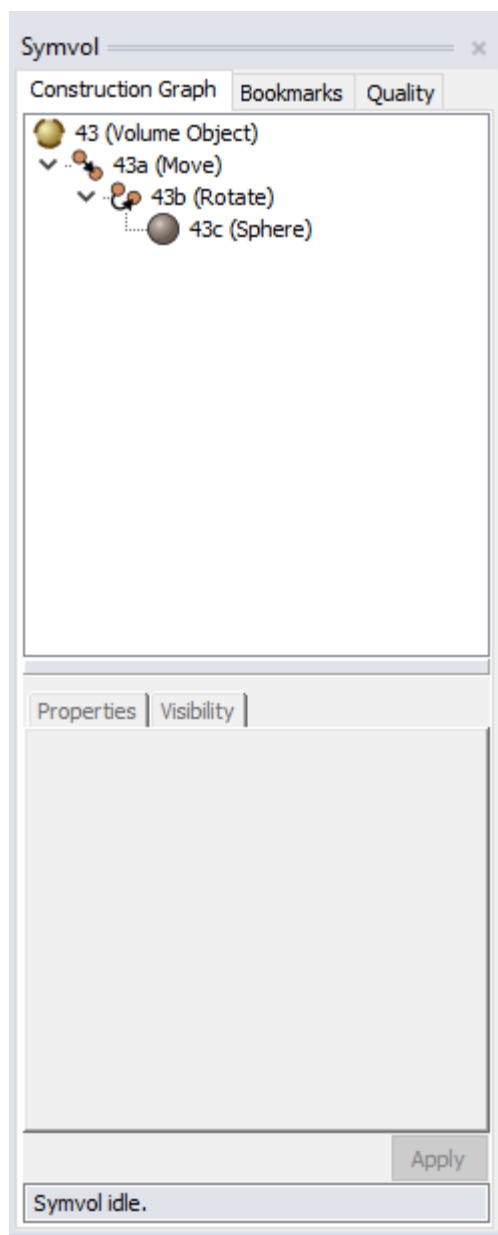 Symvol
Construction Graph Bookmarks Quality
43 (Volume Object)
43a (Move)
43b (Rotate)
43c (Sphere)
Properties Visibility
Apply
Symvol idle.